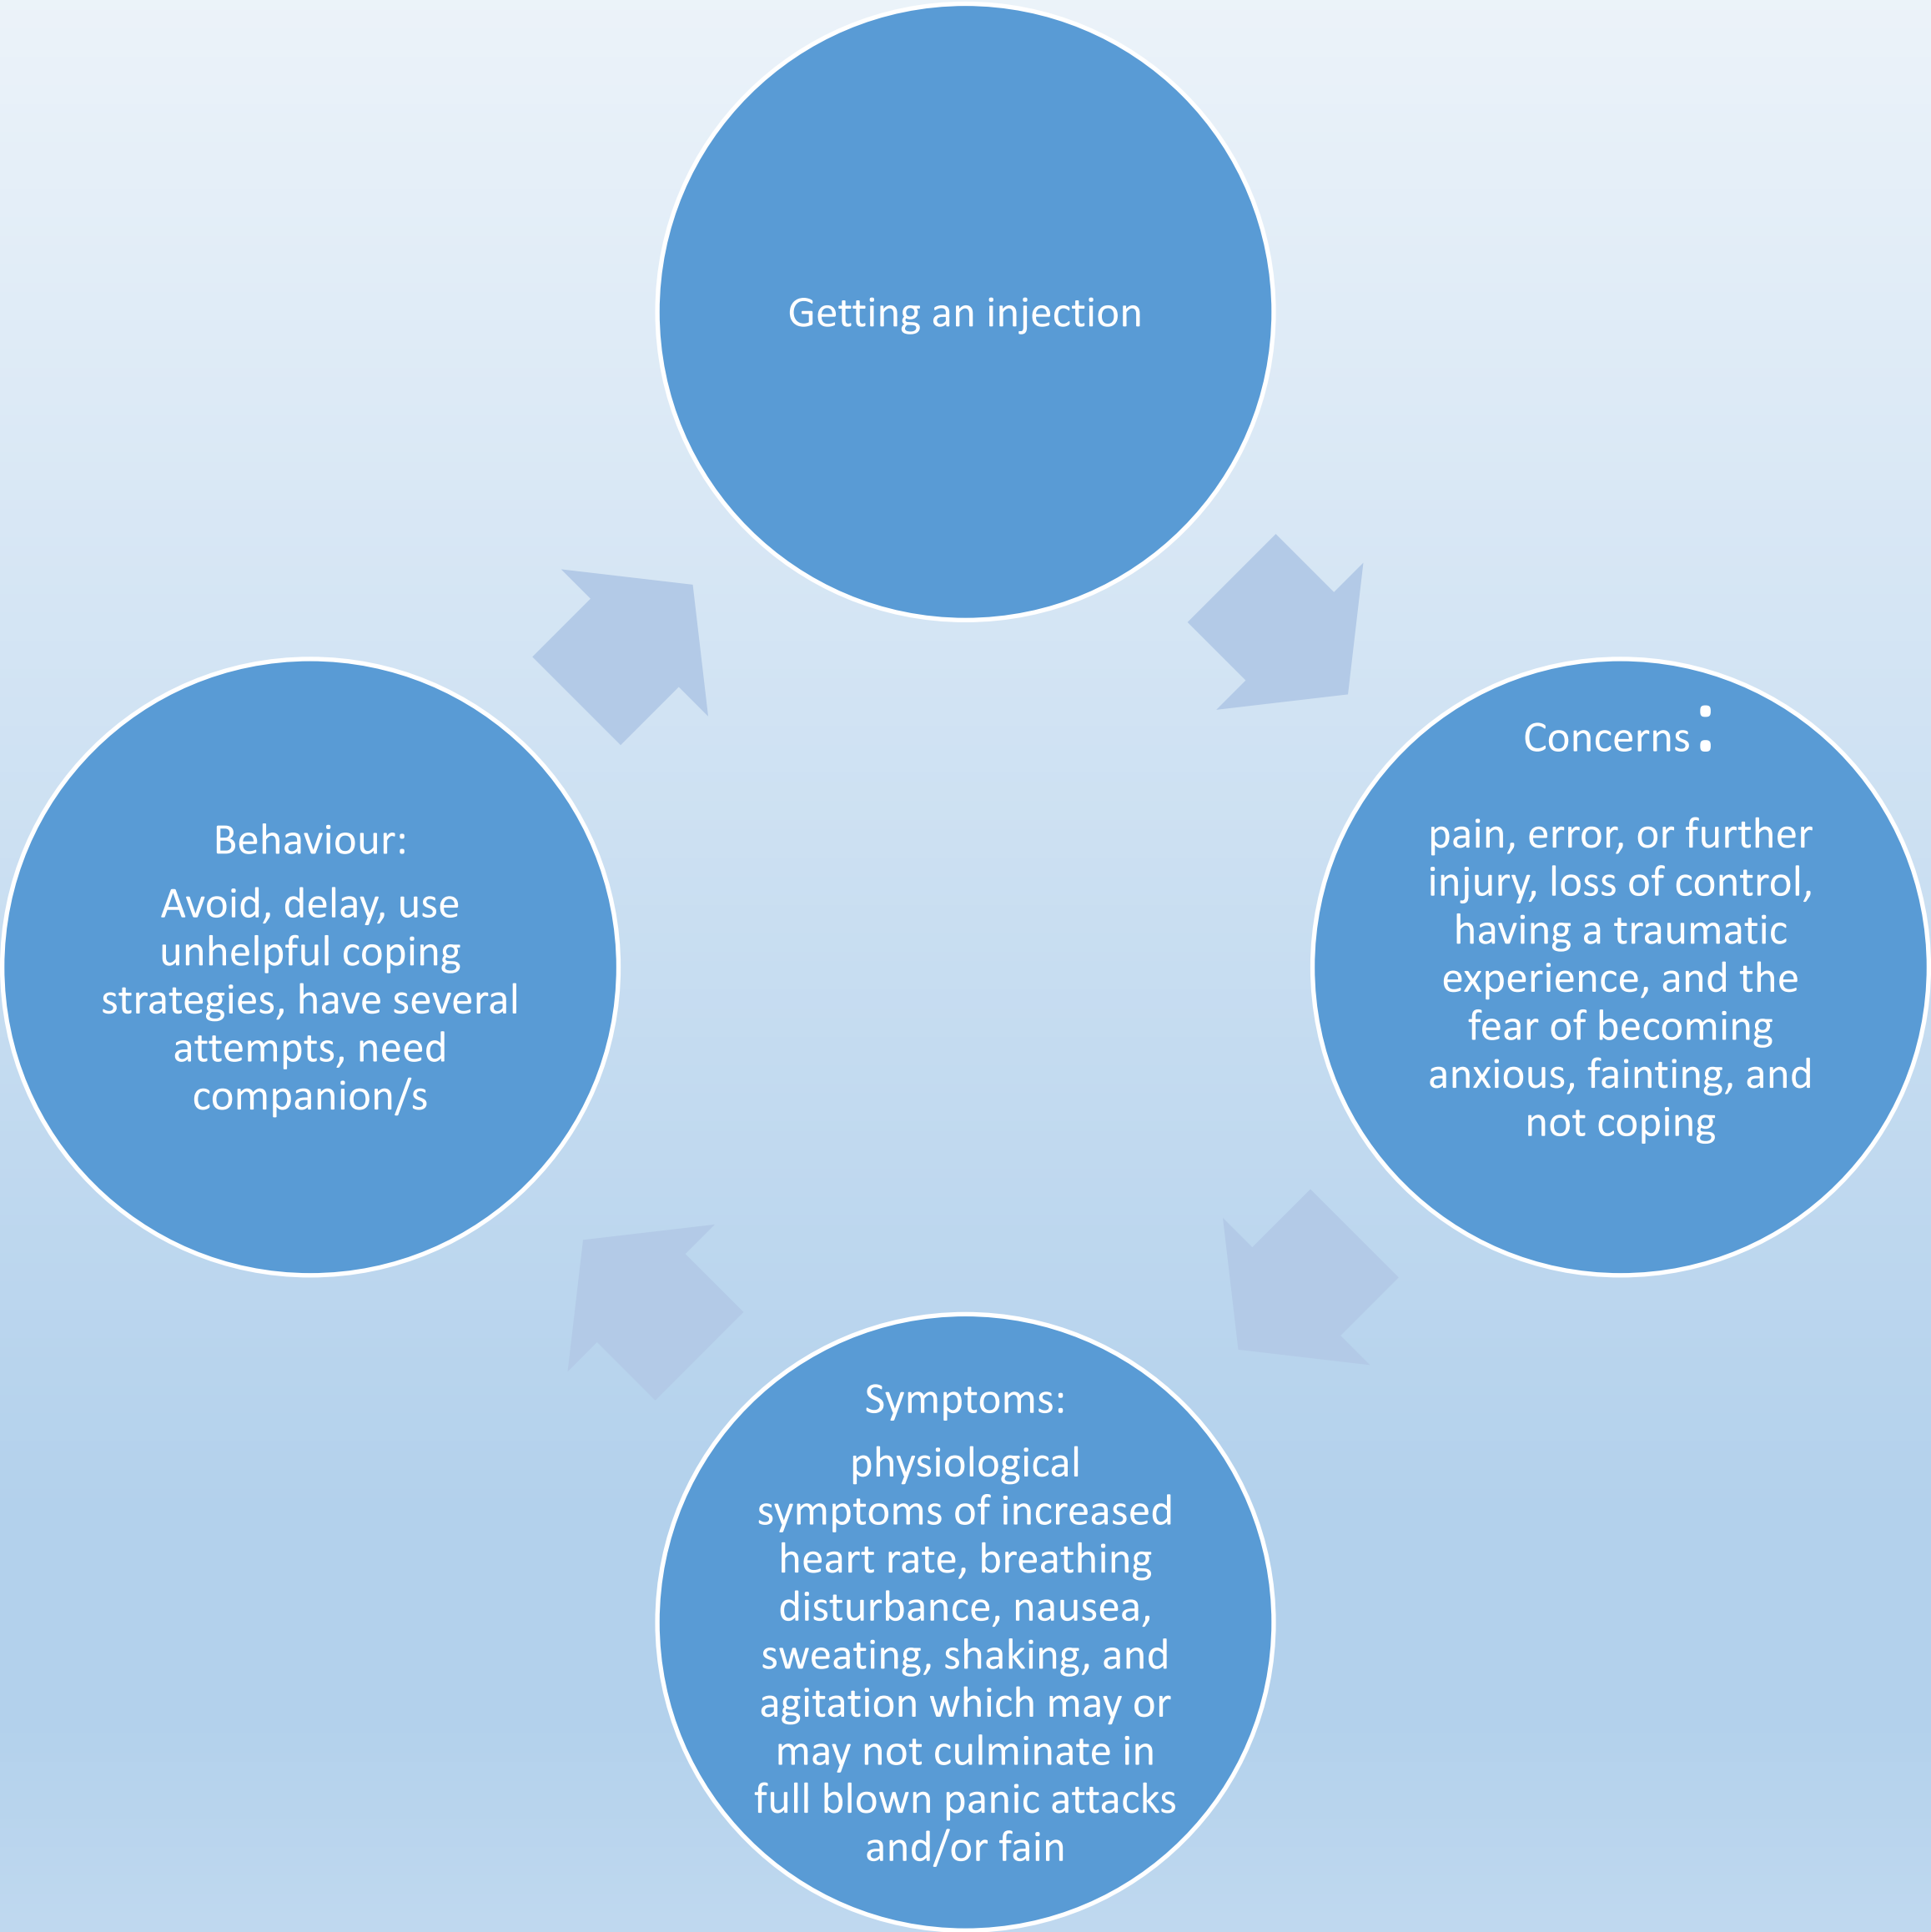 Getting an injection
Concerns:
pain, error, or further
injury, loss of control,
having a traumatic
experience, and the
fear of becoming
anxious, fainting, and
not coping
Symptoms:
physiological
symptoms of increased
heart rate, breathing
disturbance, nausea,
sweating, shaking, and
agitation which may or
may not culminate in
full blown panic attacks
and/or fain
Behaviour:
Avoid, delay, use
unhelpful coping
strategies, have several
attempts, need
companion/s